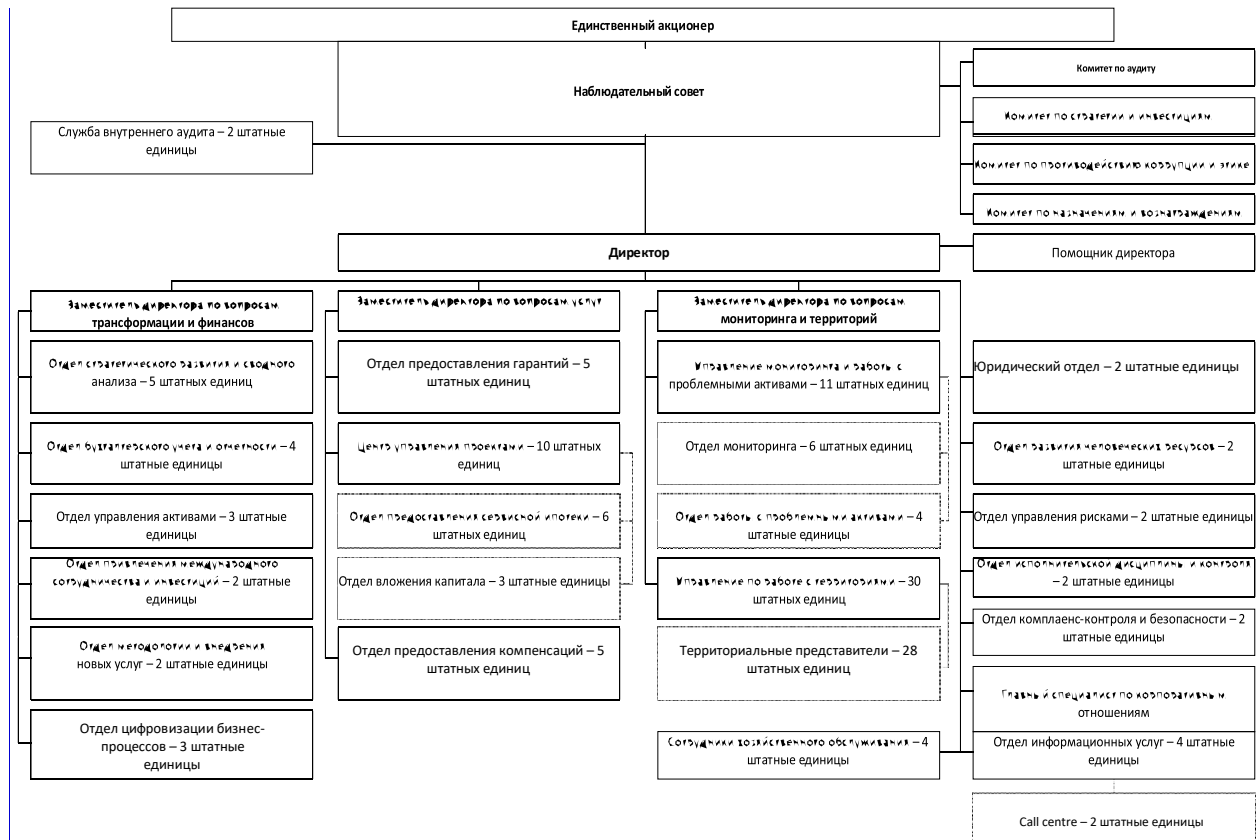 Единственный акционер
Наблюдательный совет
Комитет по аудиту
Комитет по стратегии и инвестициям
Комитет по противодействию коррупции и этике
Комитет по назначениям и вознаграждениям
Служба внутреннего аудита – 2 штатные
единицы
Директор
Помощник директора
Заместитель директора по вопросам
трансформации и финансов
Отдел стратегического развития и сводного
анализа – 5 штатных единиц
Отдел бухгалтерского учета и отчетности – 4
штатные единицы
Отдел управления активами – 3 штатные
единицы
Отдел привлечения международного
сотрудничества и инвестиций – 2 штатные
единицы
Отдел методологии и внедрения
новых услуг – 2 штатные единицы
Отдел цифровизации бизнес-
процессов – 3 штатные
единицы
Заместитель директора по вопросам услуг
Отдел предоставления гарантий – 5
штатных единиц
Центр управления проектами – 10 штатных
единиц
Отдел предоставления сервисной ипотеки – 6
штатных единиц
Отдел вложения капитала – 3 штатные единицы
Отдел предоставления компенсаций – 5
штатных единиц
Заместитель директора по вопросам
мониторинга и территорий
Управление мониторинга и работы с
проблемными активами – 11 штатных единиц
Отдел мониторинга – 6 штатных единиц
Отдел работы с проблемными активами – 4
штатные единицы
Управление по работе с территориями – 30
штатных единиц
Территориальные представители – 28
штатных единиц
Сотрудники хозяйственного обслуживания – 4
штатные единицы
Юридический отдел – 2 штатные единицы
Отдел развития человеческих ресурсов – 2
штатные единицы
Отдел управления рисками – 2 штатные единицы
Отдел исполнительской дисциплины и контроля
– 2 штатные единицы
Отдел комплаенс-контроля и безопасности – 2
штатные единицы
Главный специалист по корпоративным
отношениям
Отдел информационных услуг – 4 штатные
единицы
Call centre – 2 штатные единицы